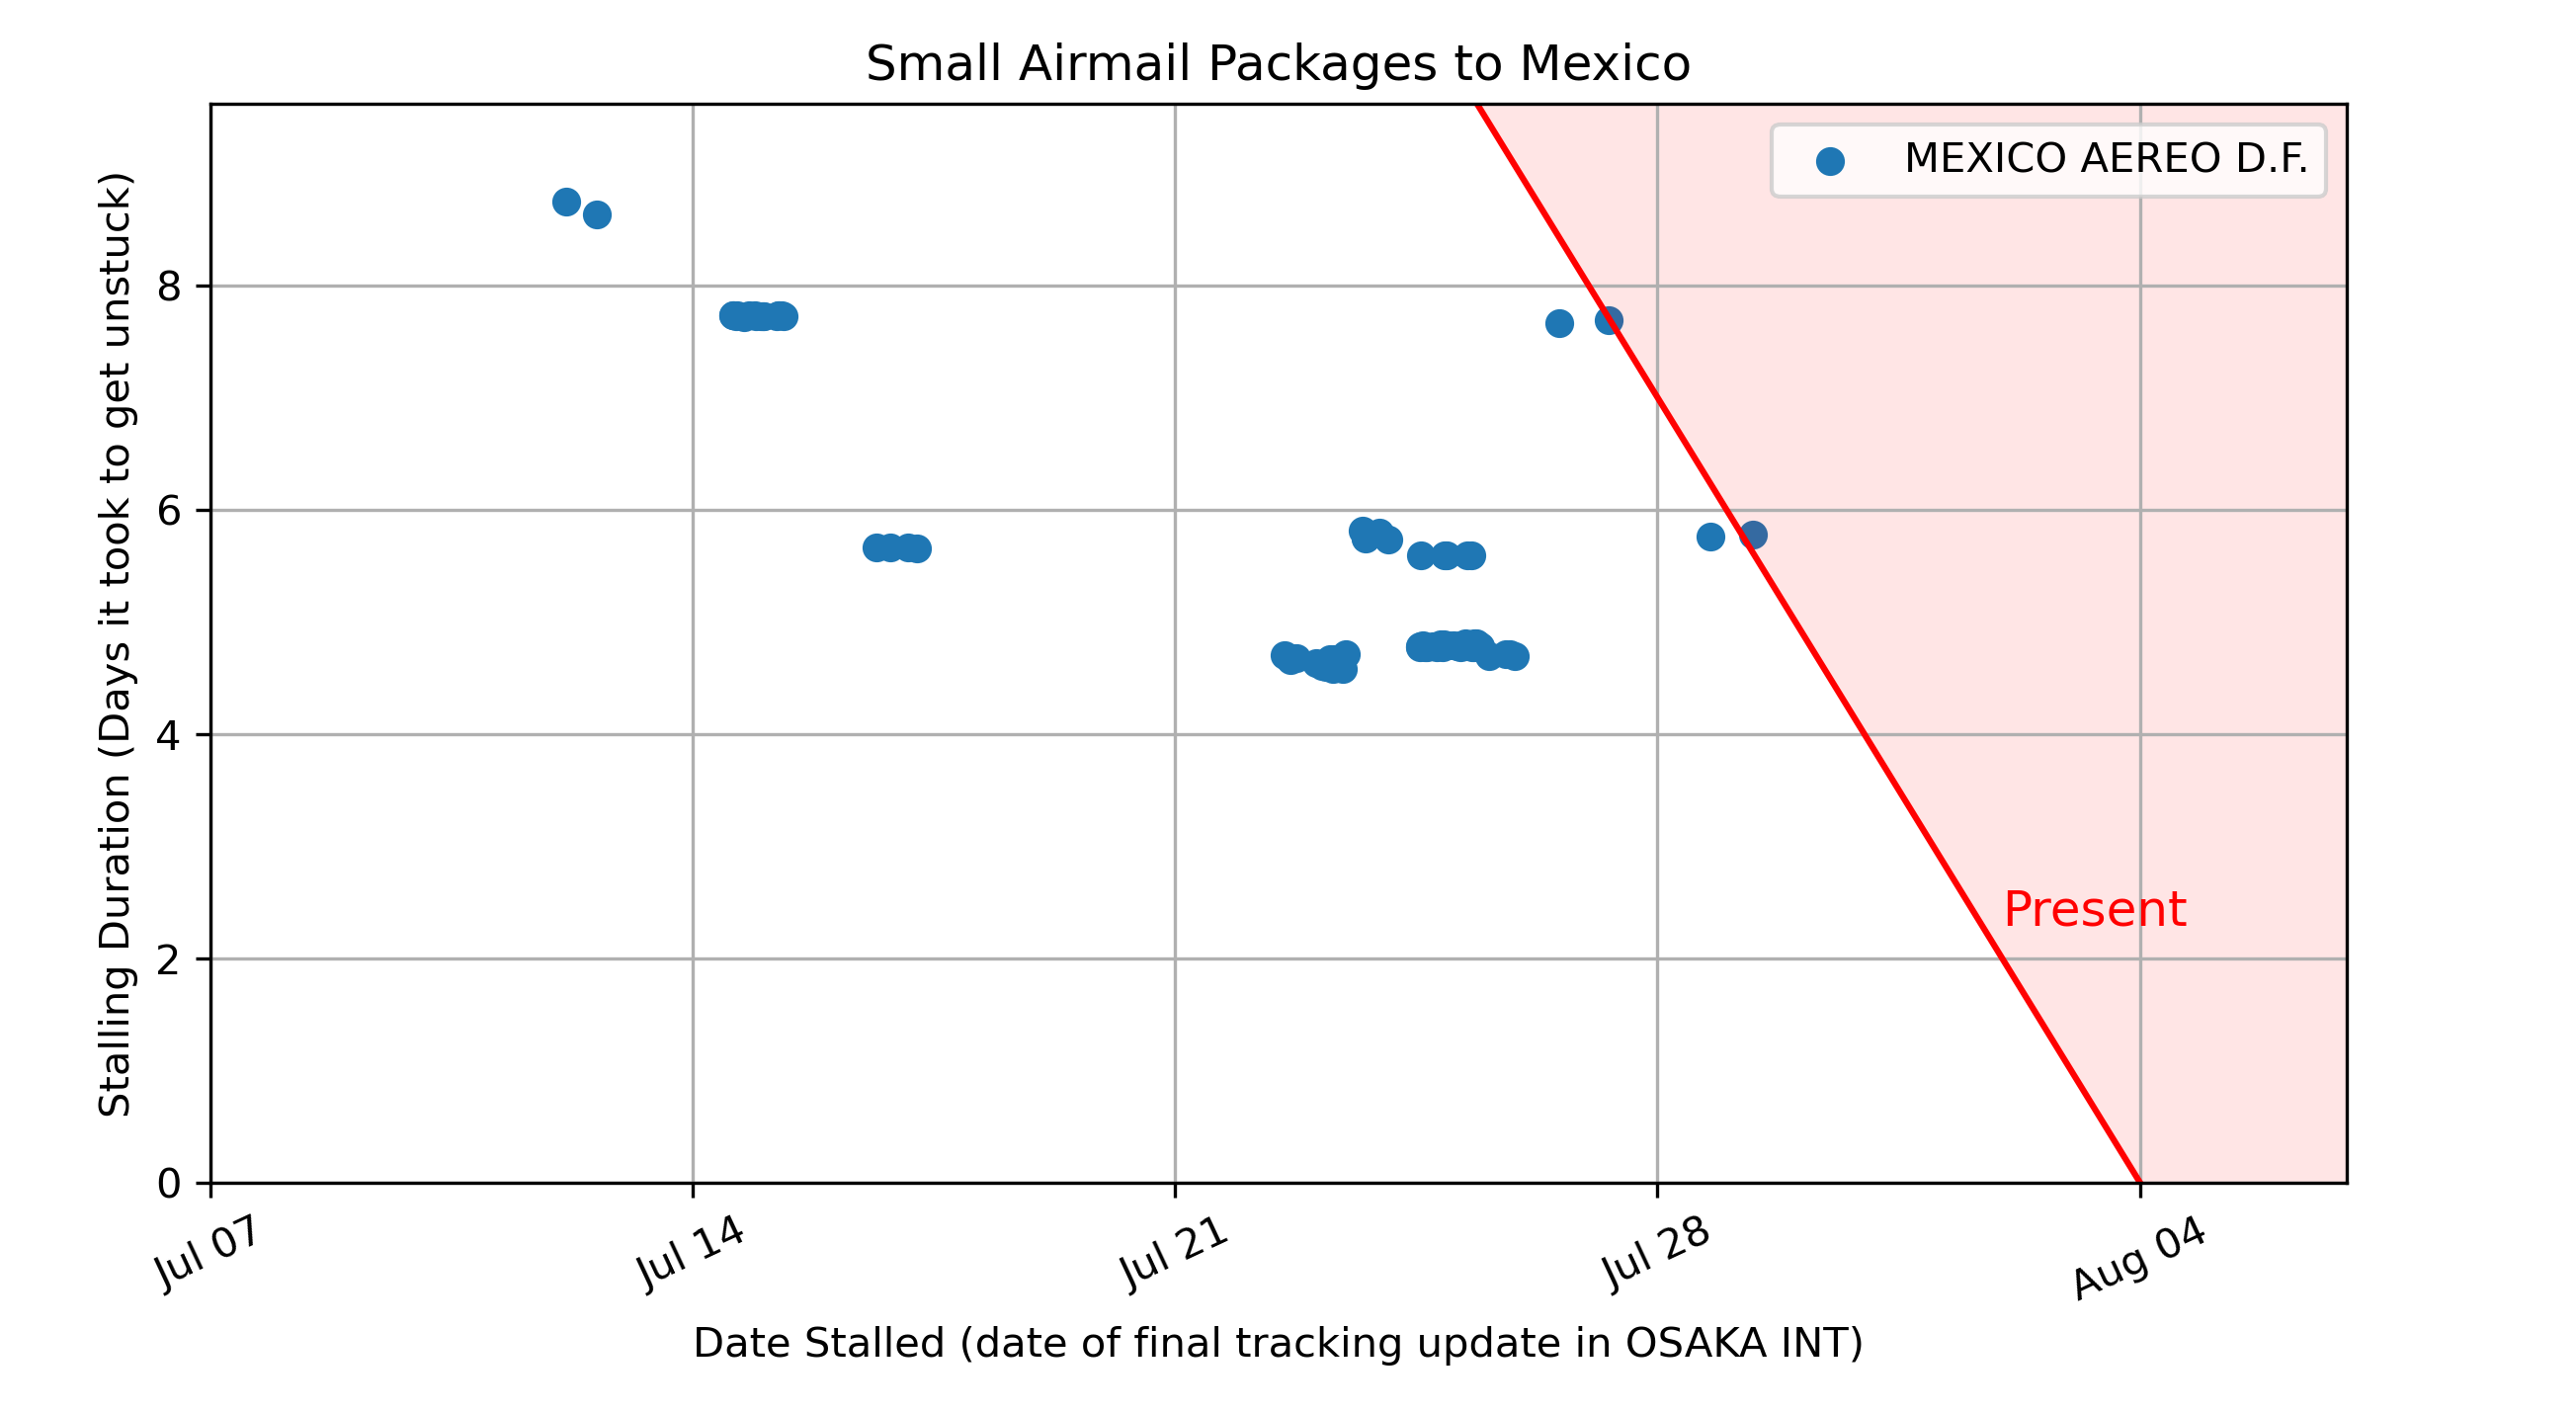 Small Airmail Packages to Mexico
MEXICO AEREO D.F.
Stalling Duration (Days it took to get unstuck)
8
6
4
2
0
Present
Jul 07
Jul 14
Jul 21
Jul 28
Aug 04
Date Stalled (date of final tracking update in OSAKA INT)